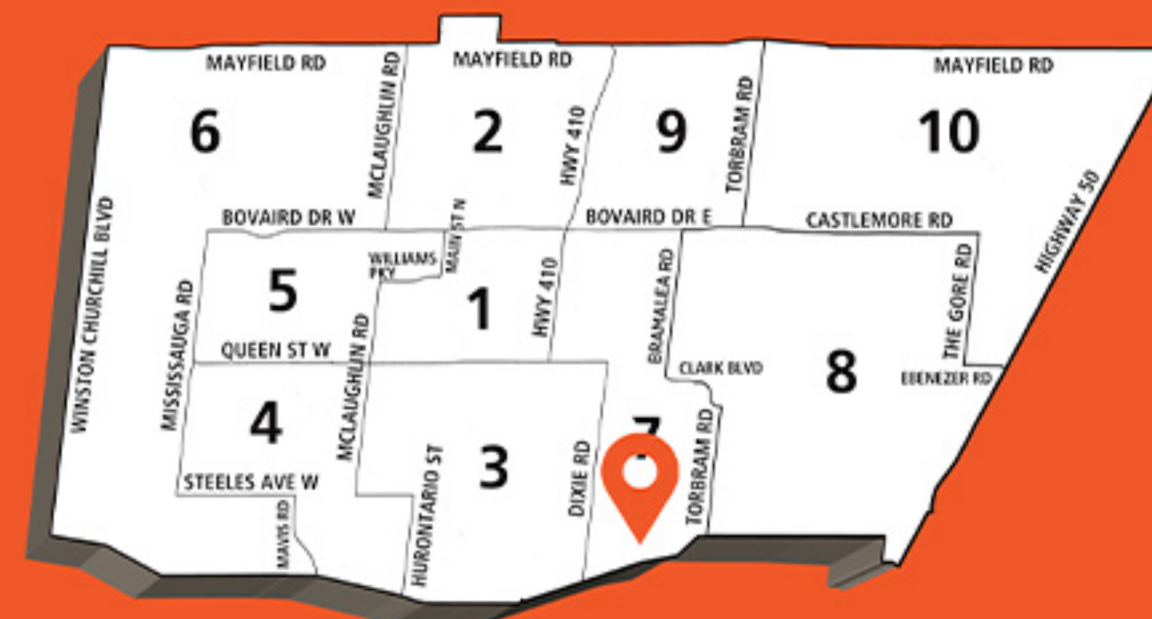 MAYFIELD RD
MAYFIELD RD
MAYFIELD RD
6
MCLAUGHLIN RD
2
HWY 410
9
TORBRAM RD
10
HIGHWAY 50
WINSTON CHURCHILL BLVD
BOVAIRD DR W
MAIN ST N
BOVAIRD DR E
CASTLEMORE RD
WILLIAMS
PKY
5
1
HWY 410
BRAMALEA RD
THE GORE RD
MISSISSAUGA RD
QUEEN ST W
MCLAUGHLIN RD
CLARK BLVD
8
EBENEZER RD
4
3
7
DIXIE RD
TORBRAM RD
STEELES AVE W
MAVIS RD
HURONTARIO ST